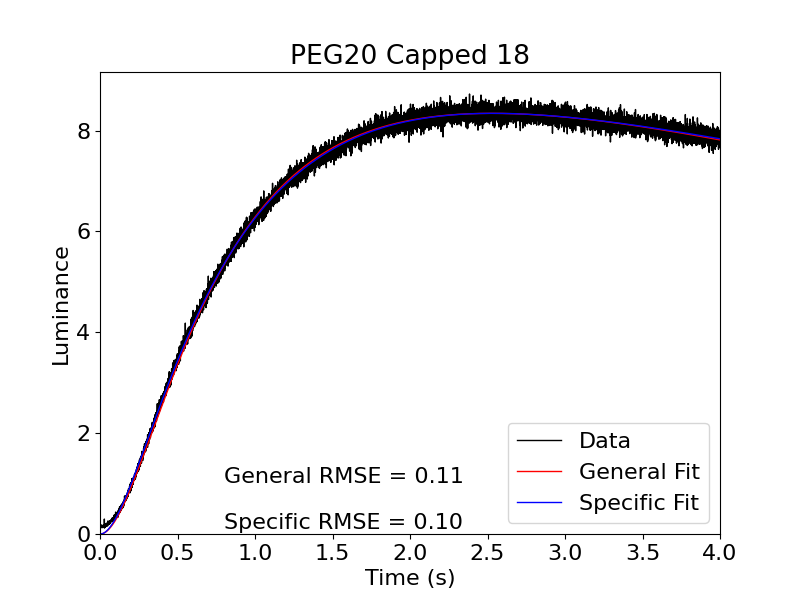 PEG20 Capped 18
Luminance
8
6
4
2
0
General RMSE = 0.11
Specific RMSE = 0.10
Data
General Fit
Specific Fit
0.0 0.5 1.0 1.5 2.0 2.5 3.0 3.5 4.0
Time (s)